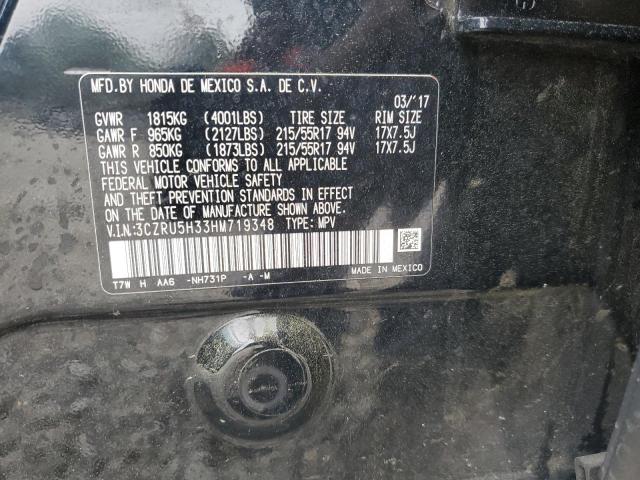 MFD.BY HONDA DE MEXICO S.A. DE C.V.
03/'17
GVWR 1815KG (4001LBS) TIRE SIZE RIM SIZE
GAWR F 965KG (2127LBS) 215/55R17 94V 17X7.5J
GAWR R 850KG (1873LBS) 215/55R17 94V 17X7.5J
THIS VEHICLE CONFORMS TO ALL APPLICABLE
FEDERAL MOTOR VEHICLE SAFETY
AND THEFT PREVENTION STANDARDS IN EFFECT
ON THE DATE OF MANUFACTURE SHOWN ABOVE.
V.I.N:3CZRU5H33HM719348 TYPE: MPV
MADE IN MEXICO
T7W H AA6 -NH731P -A -M